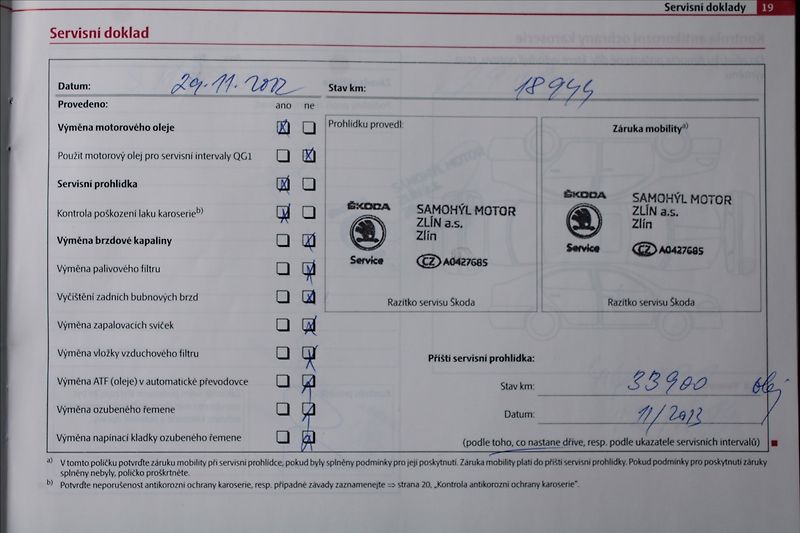 Servisní doklady 19
Servisní doklad
Datum: 29.11.2012 Stav km: 18944
Provedeno: ano ne
Výměna motorového oleje
Použit motorový olej pro servisní intervaly QG1
Servisní prohlídka
Kontrola poškození laku karoserie b)
Výměna brzdové kapaliny
Výměna palivového filtru
Vyčištění zadních bubnových brzd
Výměna zapalovacích svíček
Výměna vložky vzduchového filtru
Výměna ATF (oleje) v automatické převodovce
Výměna ozubeného řemene
Výměna napínací kladky ozubeného řemene
Prohlídku provedl:
ŠKODA
Service
SAMOHÝL MOTOR
ZLÍN a.s.
Zlín
CZ A0427685
Razítko servisu Škoda
Záruka mobility a)
ŠKODA
Service
SAMOHÝL MOTOR
ZLÍN a.s.
Zlín
CZ A0427685
Razítko servisu Škoda
Příští servisní prohlídka:
Stav km: 33900 olej
Datum: 11/2013
(podle toho, co nastane dříve, resp. podle ukazatele servisních intervalů)
a) V tomto políčku potvrďte záruku mobility při servisní prohlídce, pokud byly splněny podmínky pro její poskytnutí. Záruka mobility platí do příští servisní prohlídky. Pokud podmínky pro poskytnutí záruky
splněny nebyly, políčko proškrtněte.
b) Potvrďte neporušenost antikorozní ochrany karoserie, resp. případné závady zaznamenejte ⇒ strana 20, „Kontrola antikorozní ochrany karoserie".